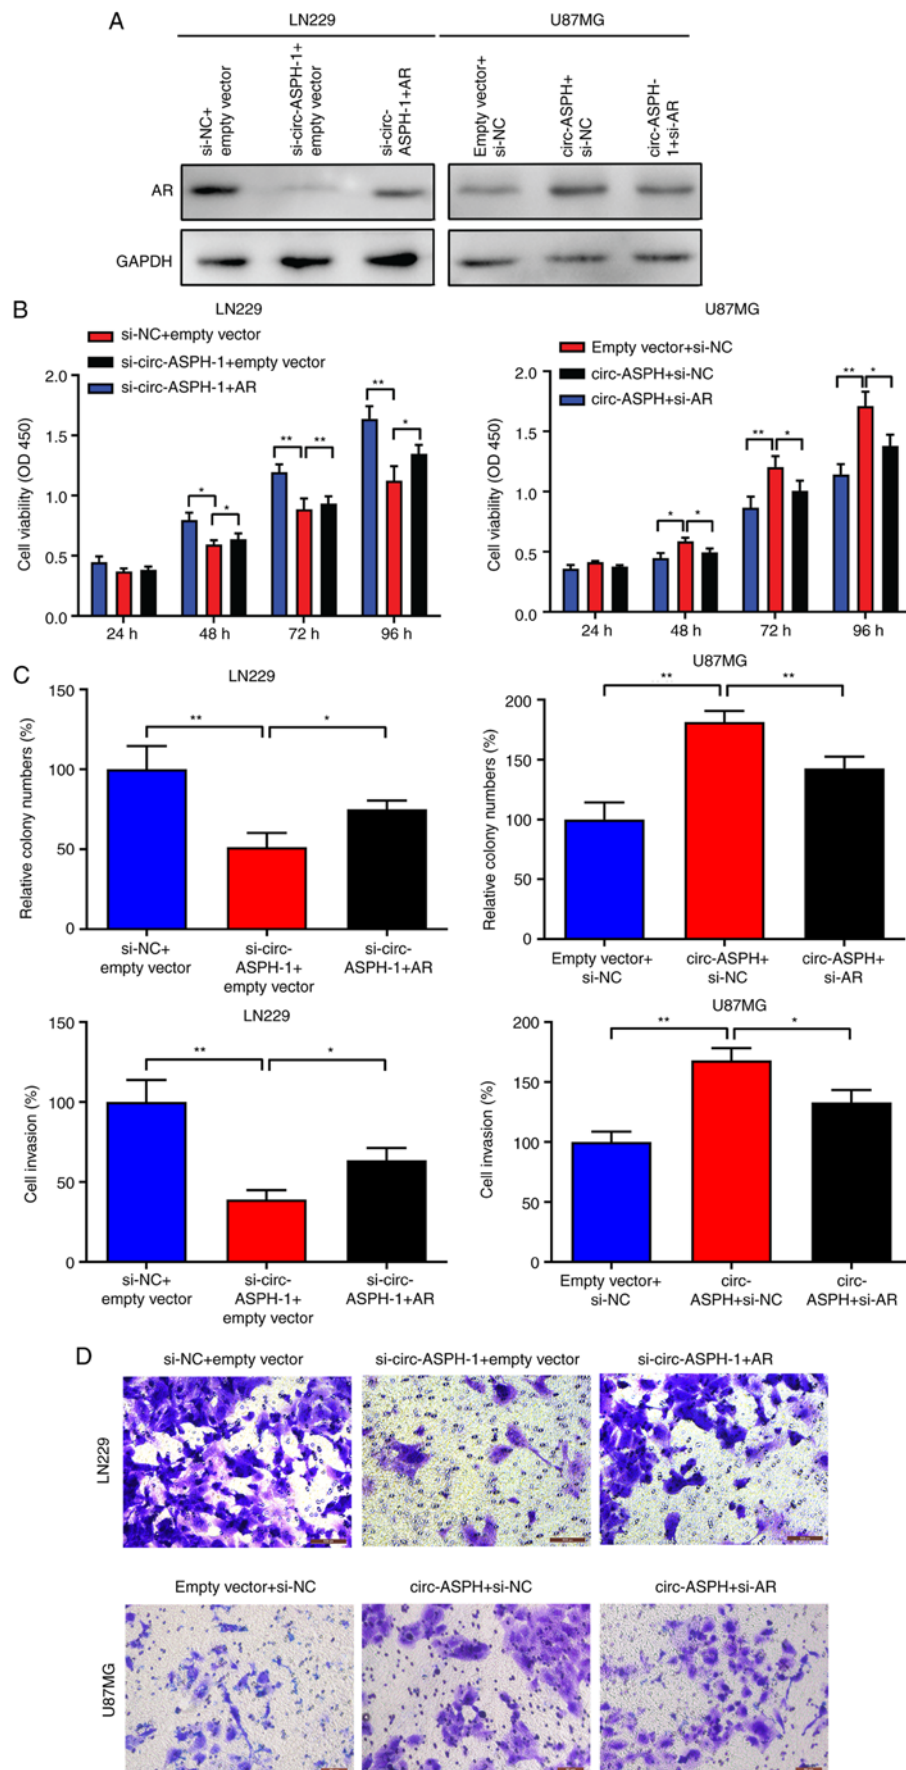 A
LN229
U87MG
si-NC+
empty vector
si-circ-ASPH-1+
empty vector
si-circ-
ASPH-1+AR
Empty vector+
si-NC
circ-ASPH+
si-NC
circ-ASPH-
1+si-AR
AR
GAPDH
B
LN229
si-NC+empty vector
si-circ-ASPH-1+empty vector
si-circ-ASPH-1+AR
Cell viability (OD 450)
2.0
1.5
1.0
0.5
0.0
*
*
**
**
**
*
24 h
48 h
72 h
96 h
U87MG
Empty vector+si-NC
circ-ASPH+si-NC
circ-ASPH+si-AR
Cell viability (OD 450)
2.0
1.5
1.0
0.5
0.0
*
*
**
*
**
*
24 h
48 h
72 h
96 h
C
LN229
Relative colony numbers (%)
150
100
50
0
**
*
si-NC+
empty vector
si-circ-
ASPH-1+
empty vector
si-circ-
ASPH-1+AR
U87MG
Relative colony numbers (%)
200
150
100
50
0
**
**
Empty vector+
si-NC
circ-ASPH+
si-NC
circ-ASPH+
si-AR
LN229
Cell invasion (%)
150
100
50
0
**
*
si-NC+
empty vector
si-circ-
ASPH-1+
empty vector
si-circ-
ASPH-1+AR
U87MG
Cell invasion (%)
200
150
100
50
0
**
*
Empty vector+
si-NC
circ-
ASPH+si-NC
circ-
ASPH+si-AR
D
si-NC+empty vector
si-circ-ASPH-1+empty vector
si-circ-ASPH-1+AR
LN229
Empty vector+si-NC
circ-ASPH+si-NC
circ-ASPH+si-AR
U87MG